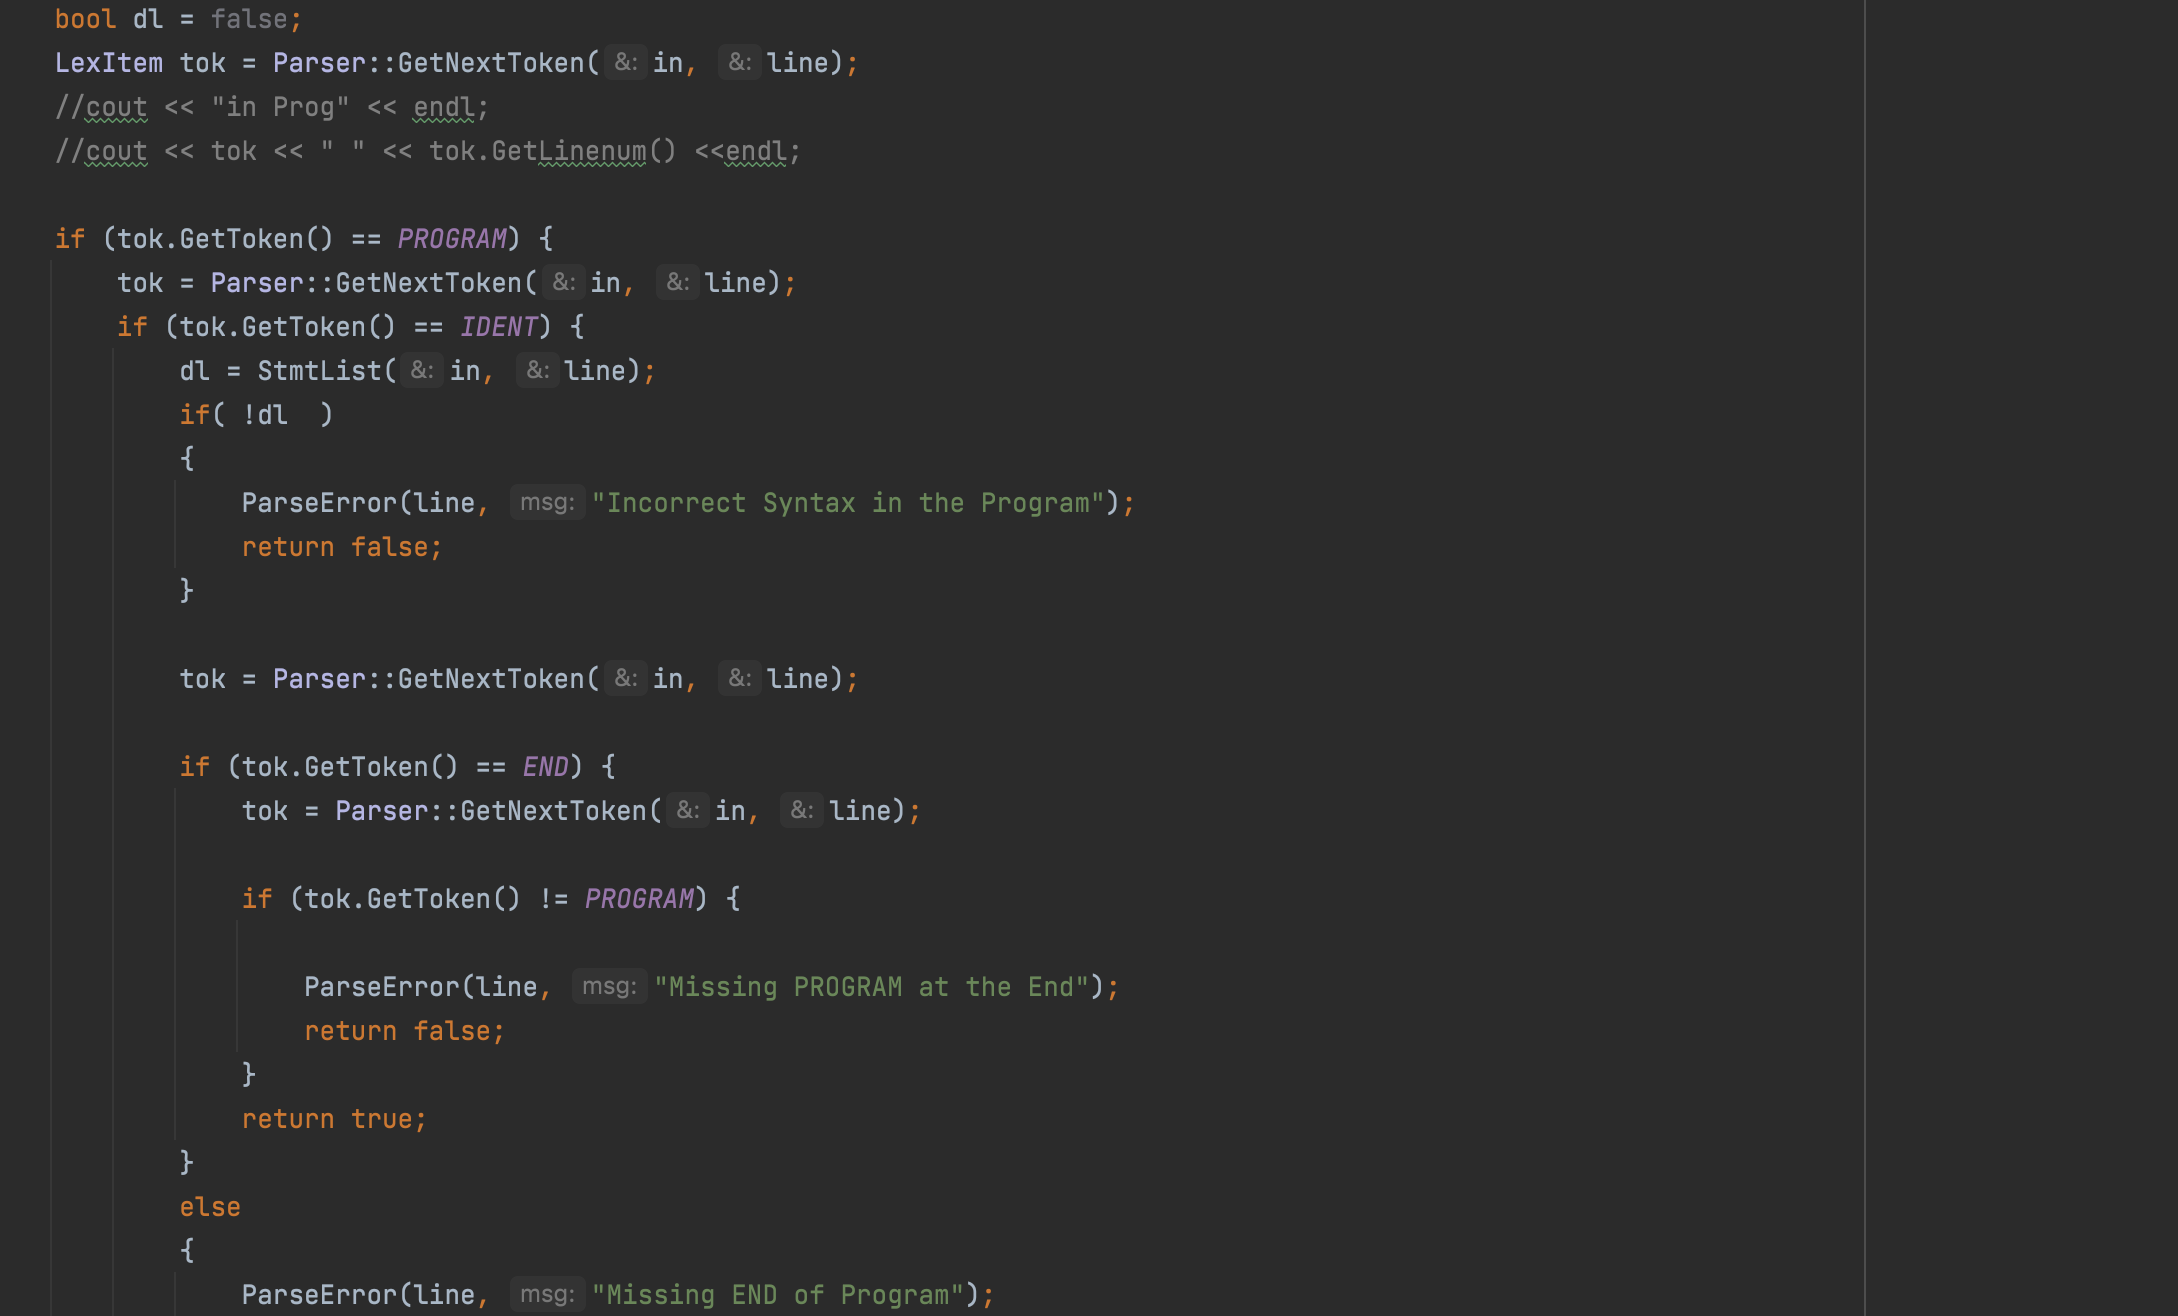 bool dl = false;
LexItem tok = Parser::GetNextToken( &: in, &: line);
//cout << "in Prog" << endl;
//cout << tok << " " << tok.GetLinenum() <<endl;
if (tok.GetToken() == PROGRAM) {
tok = Parser::GetNextToken( &: in, &: line);
if (tok.GetToken() == IDENT) {
dl = StmtList( &: in, &: line);
if( !dl  )
{
ParseError(line, msg: "Incorrect Syntax in the Program");
return false;
}
tok = Parser::GetNextToken( &: in, &: line);
if (tok.GetToken() == END) {
tok = Parser::GetNextToken( &: in, &: line);
if (tok.GetToken() != PROGRAM) {
ParseError(line, msg: "Missing PROGRAM at the End");
return false;
}
return true;
}
else
{
ParseError(line, msg: "Missing END of Program");